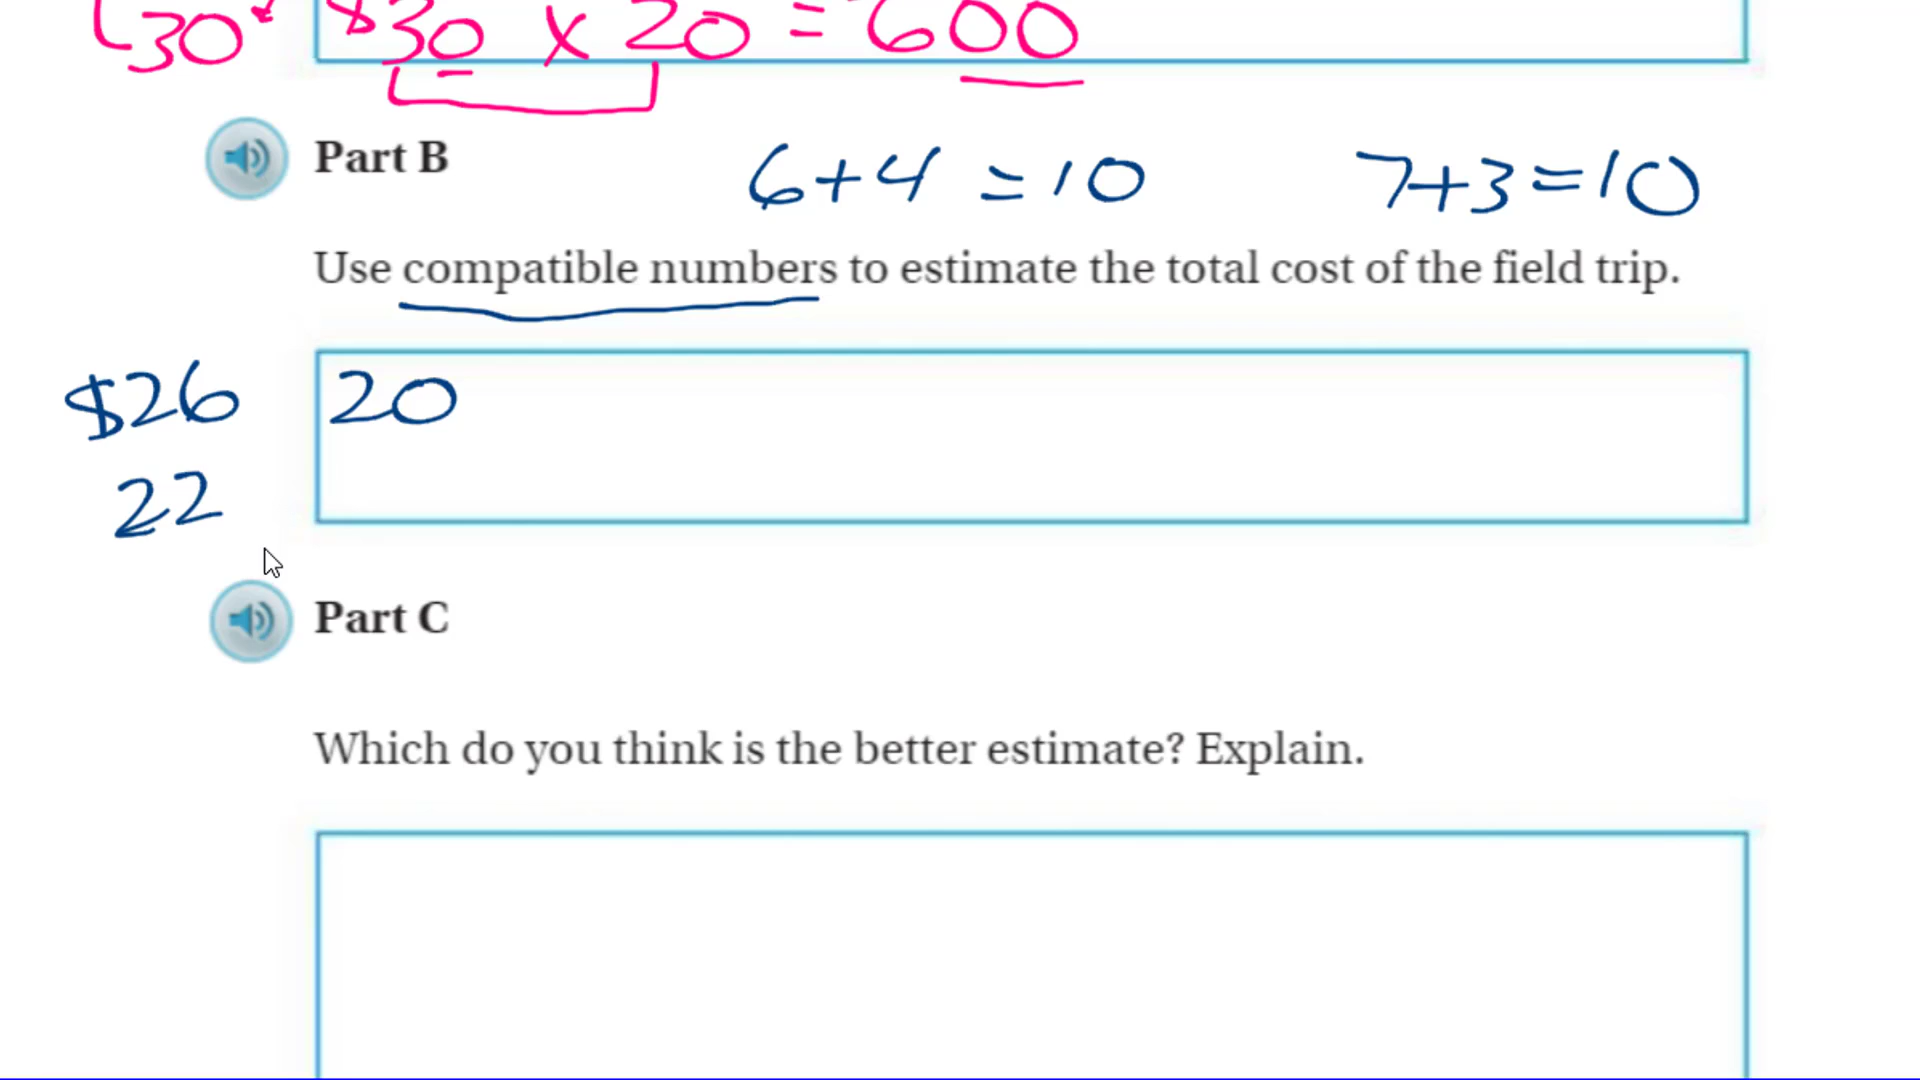 30 $30 x 20 = 600
Part B 6+4 = 10 7+3=10
Use compatible numbers to estimate the total cost of the field trip.
$26 20
22
Part C
Which do you think is the better estimate? Explain.